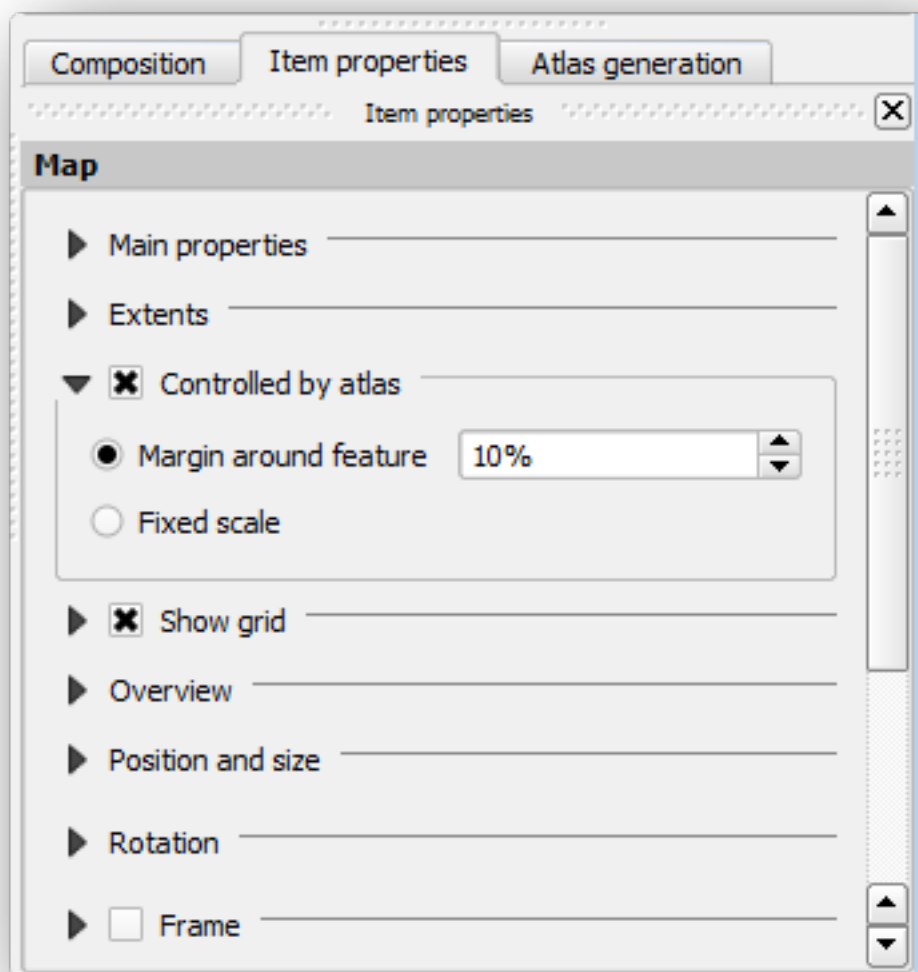 Composition Item properties Atlas generation
Item properties
Map
Main properties
Extents
Controlled by atlas
Margin around feature 10%
Fixed scale
Show grid
Overview
Position and size
Rotation
Frame